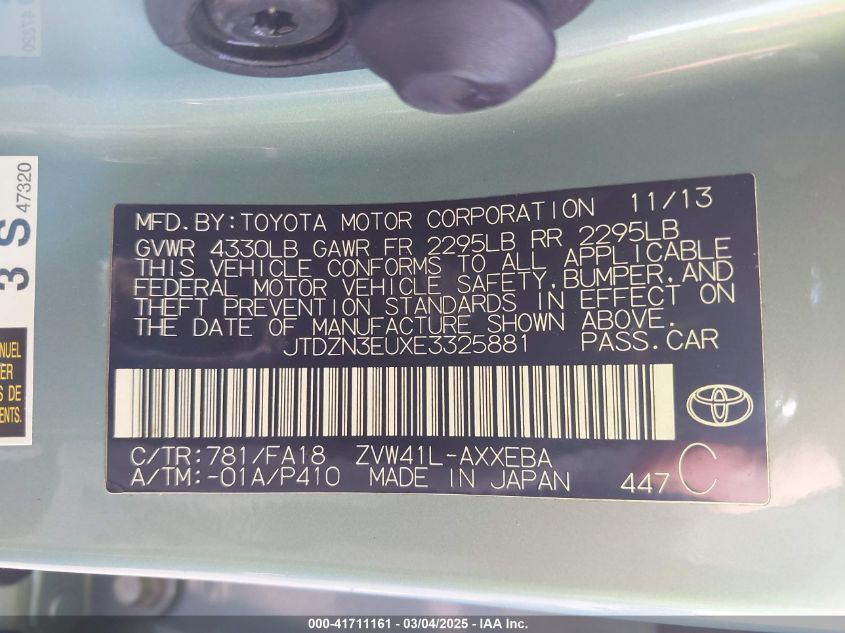 47320
3 S
47320
NUEL
ER
S DE
ENTS.
MFD. BY: TOYOTA MOTOR CORPORATION 11/13
GVWR 4330LB GAWR FR 2295LB RR 2295LB
THIS VEHICLE CONFORMS TO ALL APPLICABLE
FEDERAL MOTOR VEHICLE SAFETY, BUMPER, AND
THEFT PREVENTION STANDARDS IN EFFECT ON
THE DATE OF MANUFACTURE SHOWN ABOVE.
JTDZN3EUXE3325881 PASS. CAR
C/TR: 781/FA18 ZVW41L-AXXEBA
A/TM: -01A/P410 MADE IN JAPAN 447 C
000-41711161 - 03/04/2025 - IAA Inc.